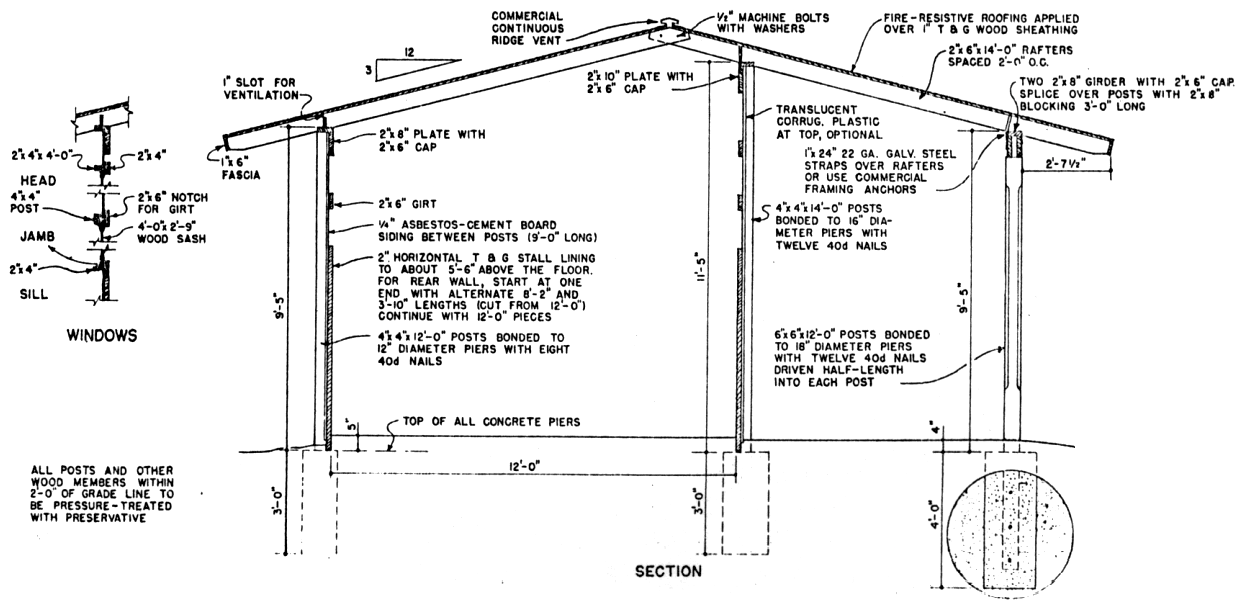 COMMERCIAL
CONTINUOUS
RIDGE VENT
1/2" MACHINE BOLTS
WITH WASHERS
FIRE-RESISTIVE ROOFING APPLIED
OVER 1" T & G WOOD SHEATHING
2"x 6"x 14'-0" RAFTERS
SPACED 2'-0" O.C.
12
3
1" SLOT FOR
VENTILATION
2"x 10" PLATE WITH
2"x 6" CAP
TWO 2"x 8" GIRDER WITH 2"x 6" CAP.
SPLICE OVER POSTS WITH 2"x 8"
BLOCKING 3'-0" LONG
TRANSLUCENT
CORRUG. PLASTIC
AT TOP, OPTIONAL
2"x 8" PLATE WITH
2"x 6" CAP
1"x 6"
FASCIA
1"x 24" 22 GA. GALV. STEEL
STRAPS OVER RAFTERS
OR USE COMMERCIAL
FRAMING ANCHORS
2'-7 1/2"
2"x 4"x 4'-0"
2"x 4"
HEAD
4"x 4"
POST
2"x 6" NOTCH
FOR GIRT
4'-0"x 2'-9"
WOOD SASH
JAMB
2"x 4"
SILL
WINDOWS
2"x 6" GIRT
1/4" ASBESTOS-CEMENT BOARD
SIDING BETWEEN POSTS (9'-0" LONG)
2" HORIZONTAL T & G STALL LINING
TO ABOUT 5'-6" ABOVE THE FLOOR.
FOR REAR WALL, START AT ONE
END WITH ALTERNATE 8'-2" AND
3'-10" LENGTHS (CUT FROM 12'-0")
CONTINUE WITH 12'-0" PIECES
4"x 4"x 12'-0" POSTS BONDED TO
12" DIAMETER PIERS WITH EIGHT
40d NAILS
4"x 4"x 14'-0" POSTS
BONDED TO 16" DIA-
METER PIERS WITH
TWELVE 40d NAILS
9'-5"
11'-5"
9'-5"
6"x 6"x 12'-0" POSTS BONDED
TO 18" DIAMETER PIERS
WITH TWELVE 40d NAILS
DRIVEN HALF-LENGTH
INTO EACH POST
5"
TOP OF ALL CONCRETE PIERS
4"
12'-0"
ALL POSTS AND OTHER
WOOD MEMBERS WITHIN
2'-0" OF GRADE LINE TO
BE PRESSURE-TREATED
WITH PRESERVATIVE
3'-0"
3'-0"
4'-0"
SECTION